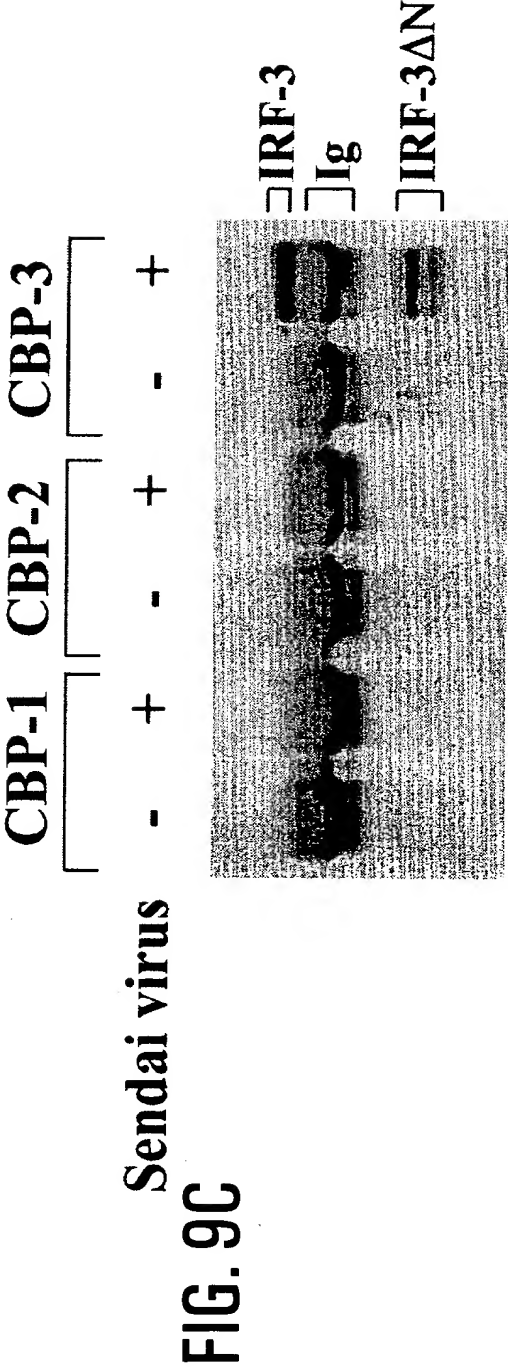 CBP-1 CBP-2 CBP-3
Sendai virus - + - + - +
IRF-3
Ig
IRF-3ΔN
FIG. 9C